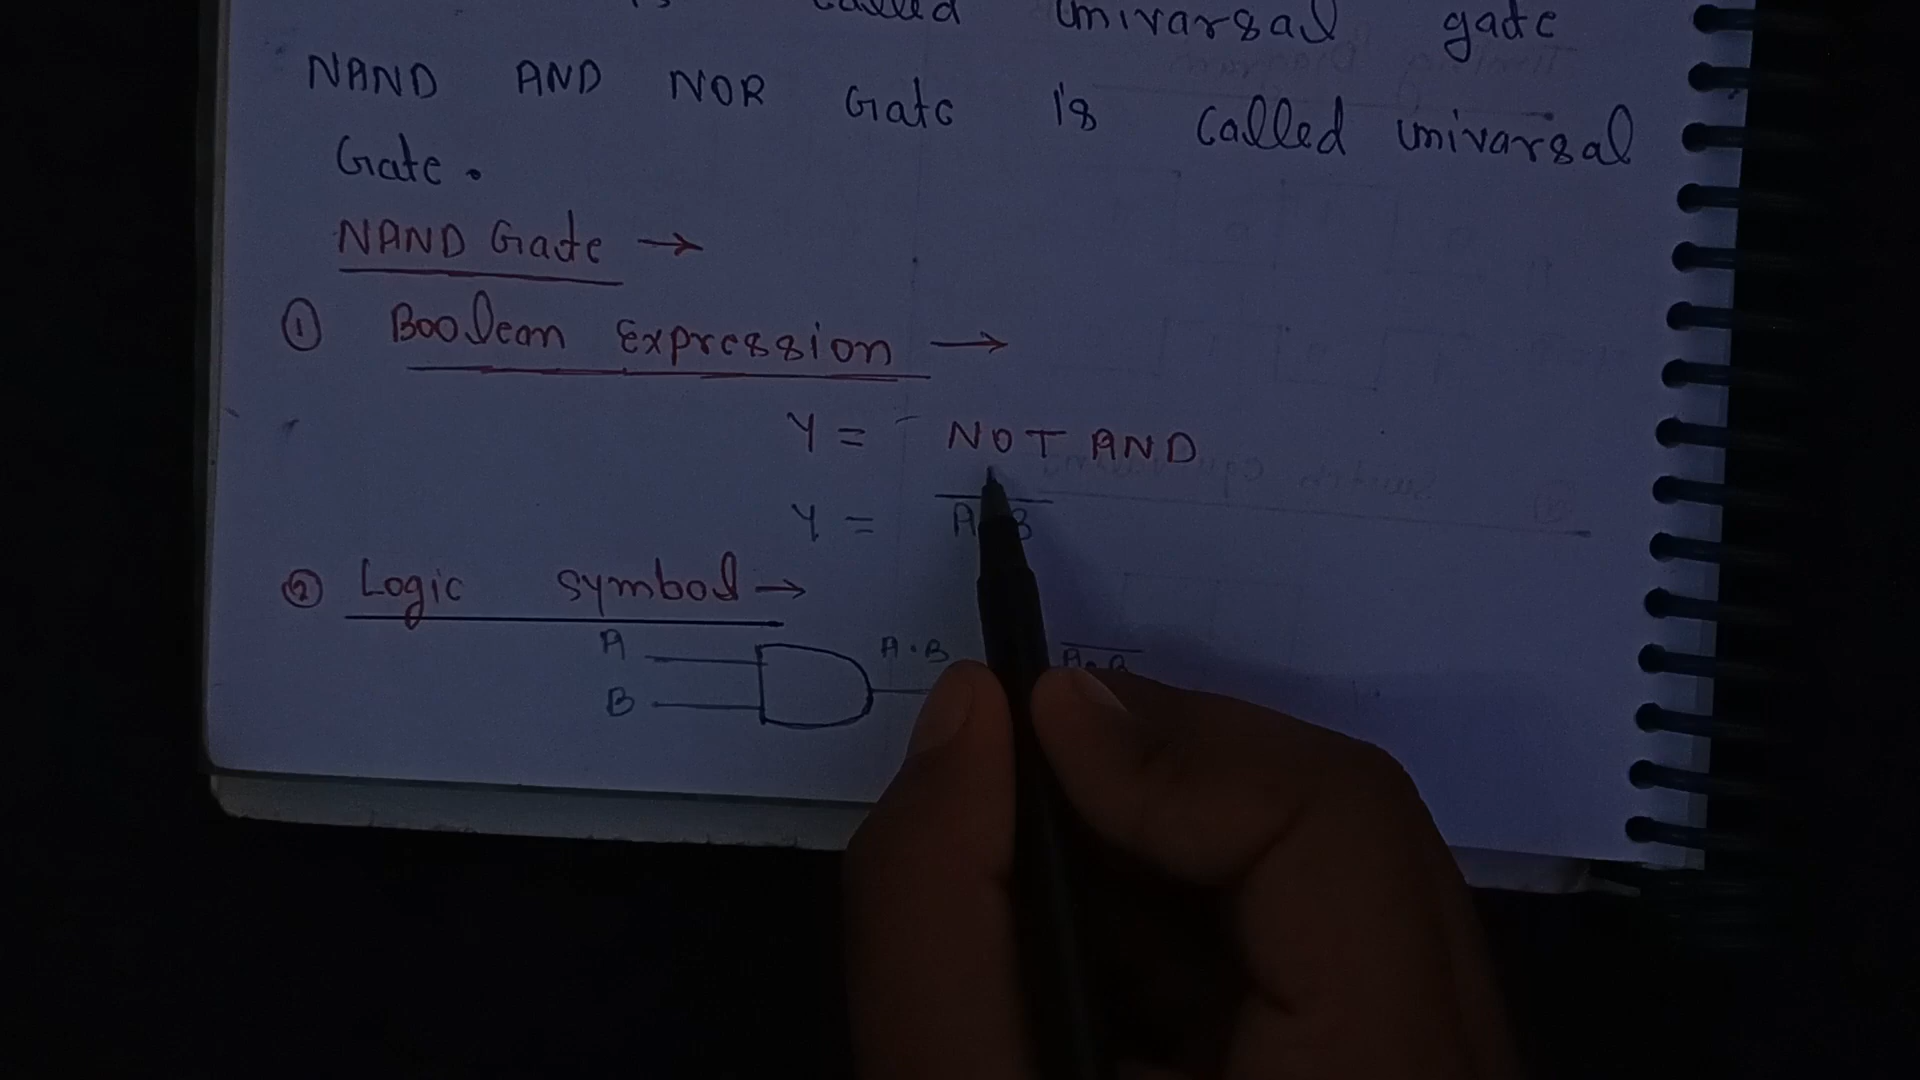 called univarsal gate
NAND AND NOR Gate is called univarsal
Gate.
NAND Gate →
① Boolean Expression →
Y = NOT AND
Y = A B
② Logic symbol →
A A·B A·B
B